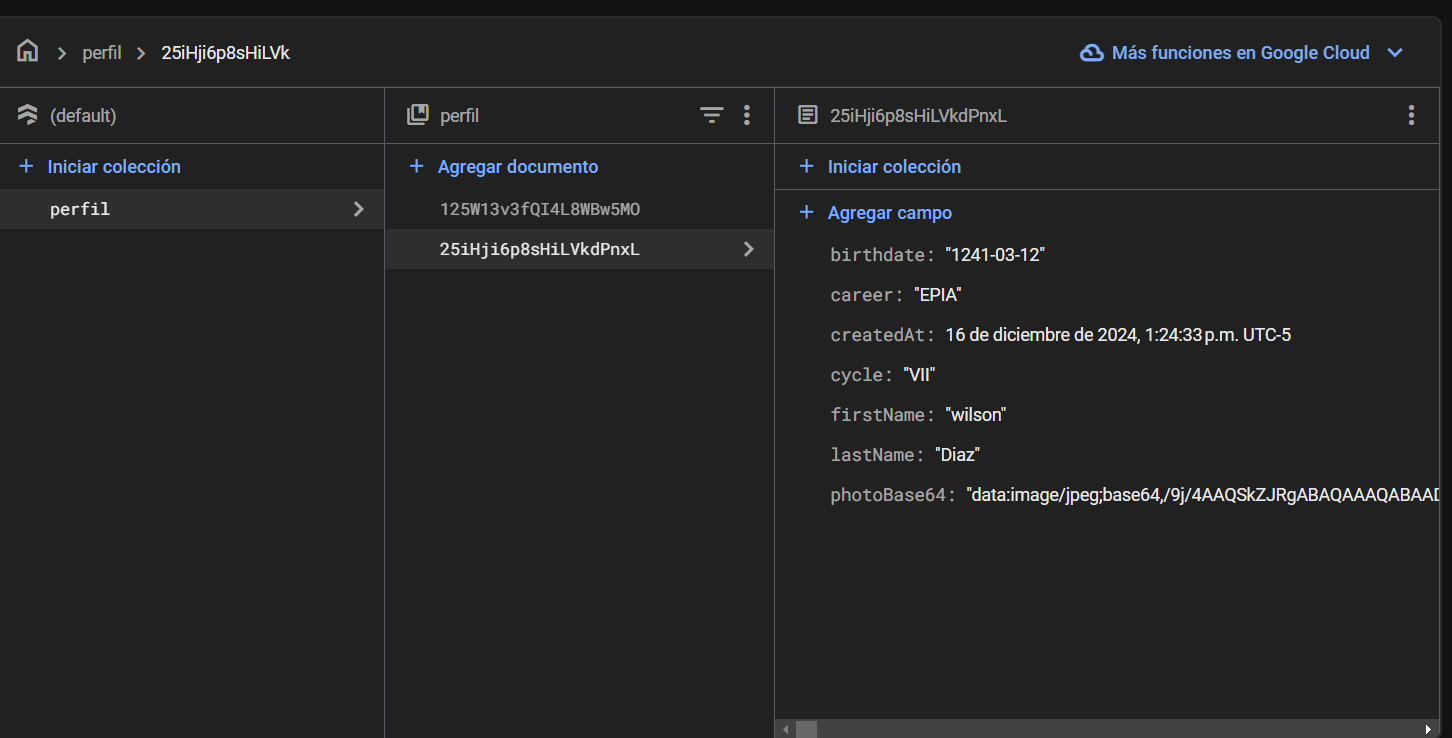 perfil 25iHji6p8sHiLVk
Más funciones en Google Cloud
(default)
perfil
25iHji6p8sHiLVkdPnxL
+ Iniciar colección
+ Agregar documento
+ Iniciar colección
perfil
125W13v3fQI4L8WBw5MO
25iHji6p8sHiLVkdPnxL
+ Agregar campo
birthdate: "1241-03-12"
career: "EPIA"
createdAt: 16 de diciembre de 2024, 1:24:33 p.m. UTC-5
cycle: "VII"
firstName: "wilson"
lastName: "Diaz"
photoBase64: "data:image/jpeg;base64,/9j/4AAQSkZJRgABAQAAAQABAAD